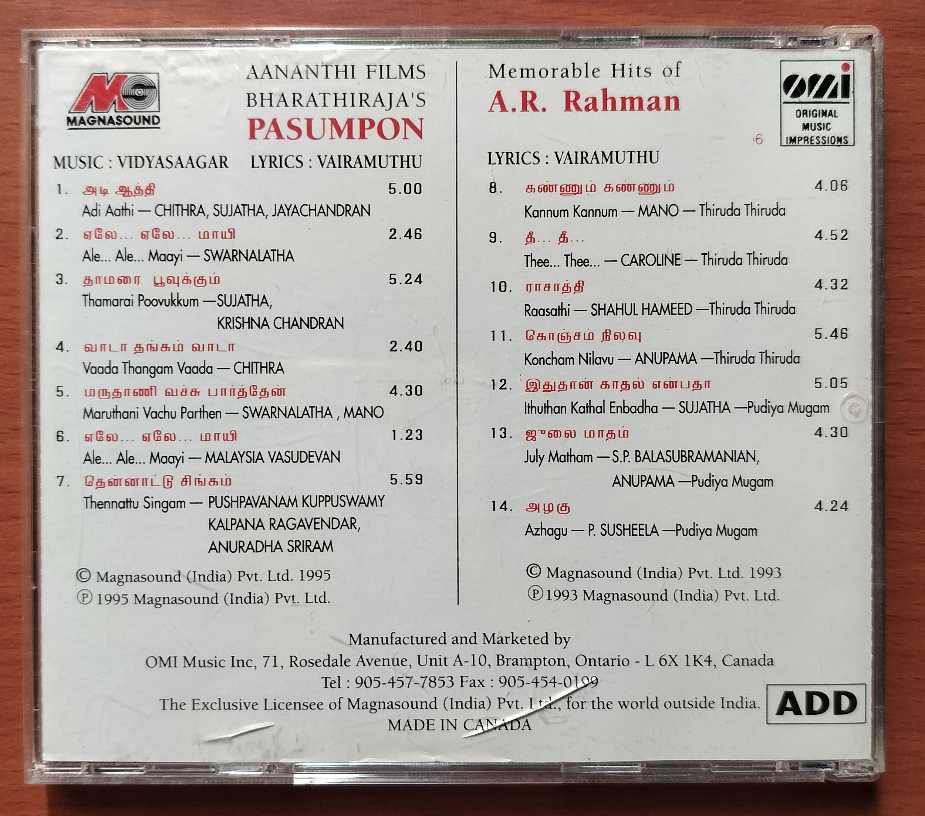 MAGNASOUND
AANANTHI FILMS
BHARATHIRAJA'S
PASUMPON
MUSIC : VIDYASAAGAR LYRICS : VAIRAMUTHU
1. அடி ஆத்தி 5.00
Adi Aathi — CHITHRA, SUJATHA, JAYACHANDRAN
2. ஏலே... ஏலே... மாயி 2.46
Ale... Ale... Maayi — SWARNALATHA
3. தாமரை பூவுக்கும் 5.24
Thamarai Poovukkum — SUJATHA,
KRISHNA CHANDRAN
4. வாடா தங்கம் வாடா 2.40
Vaada Thangam Vaada — CHITHRA
5. மருதாணி வச்சு பார்த்தேன் 4.30
Maruthani Vachu Parthen — SWARNALATHA , MANO
6. ஏலே... ஏலே... மாயி 1.23
Ale... Ale... Maayi — MALAYSIA VASUDEVAN
7. தென்னாட்டு சிங்கம் 5.59
Thennattu Singam — PUSHPAVANAM KUPPUSWAMY
KALPANA RAGAVENDAR,
ANURADHA SRIRAM
© Magnasound (India) Pvt. Ltd. 1995
℗ 1995 Magnasound (India) Pvt. Ltd.
Memorable Hits of
A.R. Rahman
OMI
ORIGINAL
MUSIC
IMPRESSIONS
6
LYRICS : VAIRAMUTHU
8. கண்ணும் கண்ணும் 4.06
Kannum Kannum — MANO — Thiruda Thiruda
9. தீ... தீ... 4.52
Thee... Thee... — CAROLINE — Thiruda Thiruda
10. ராசாத்தி 4.32
Raasathi — SHAHUL HAMEED —Thiruda Thiruda
11. கொஞ்சம் நிலவு 5.46
Koncham Nilavu — ANUPAMA —Thiruda Thiruda
12. இதுதான் காதல் என்பதா 5.05
Ithuthan Kathal Enbadha — SUJATHA —Pudiya Mugam
13. ஜுலை மாதம் 4.30
July Matham — S.P. BALASUBRAMANIAN,
ANUPAMA —Pudiya Mugam
14. அழகு 4.24
Azhagu — P. SUSHEELA —Pudiya Mugam
© Magnasound (India) Pvt. Ltd. 1993
℗1993 Magnasound (India) Pvt. Ltd.
Manufactured and Marketed by
OMI Music Inc, 71, Rosedale Avenue, Unit A-10, Brampton, Ontario - L 6X 1K4, Canada
Tel : 905-457-7853 Fax : 905-454-0199
The Exclusive Licensee of Magnasound (India) Pvt. Ltd., for the world outside India.
MADE IN CANADA
ADD